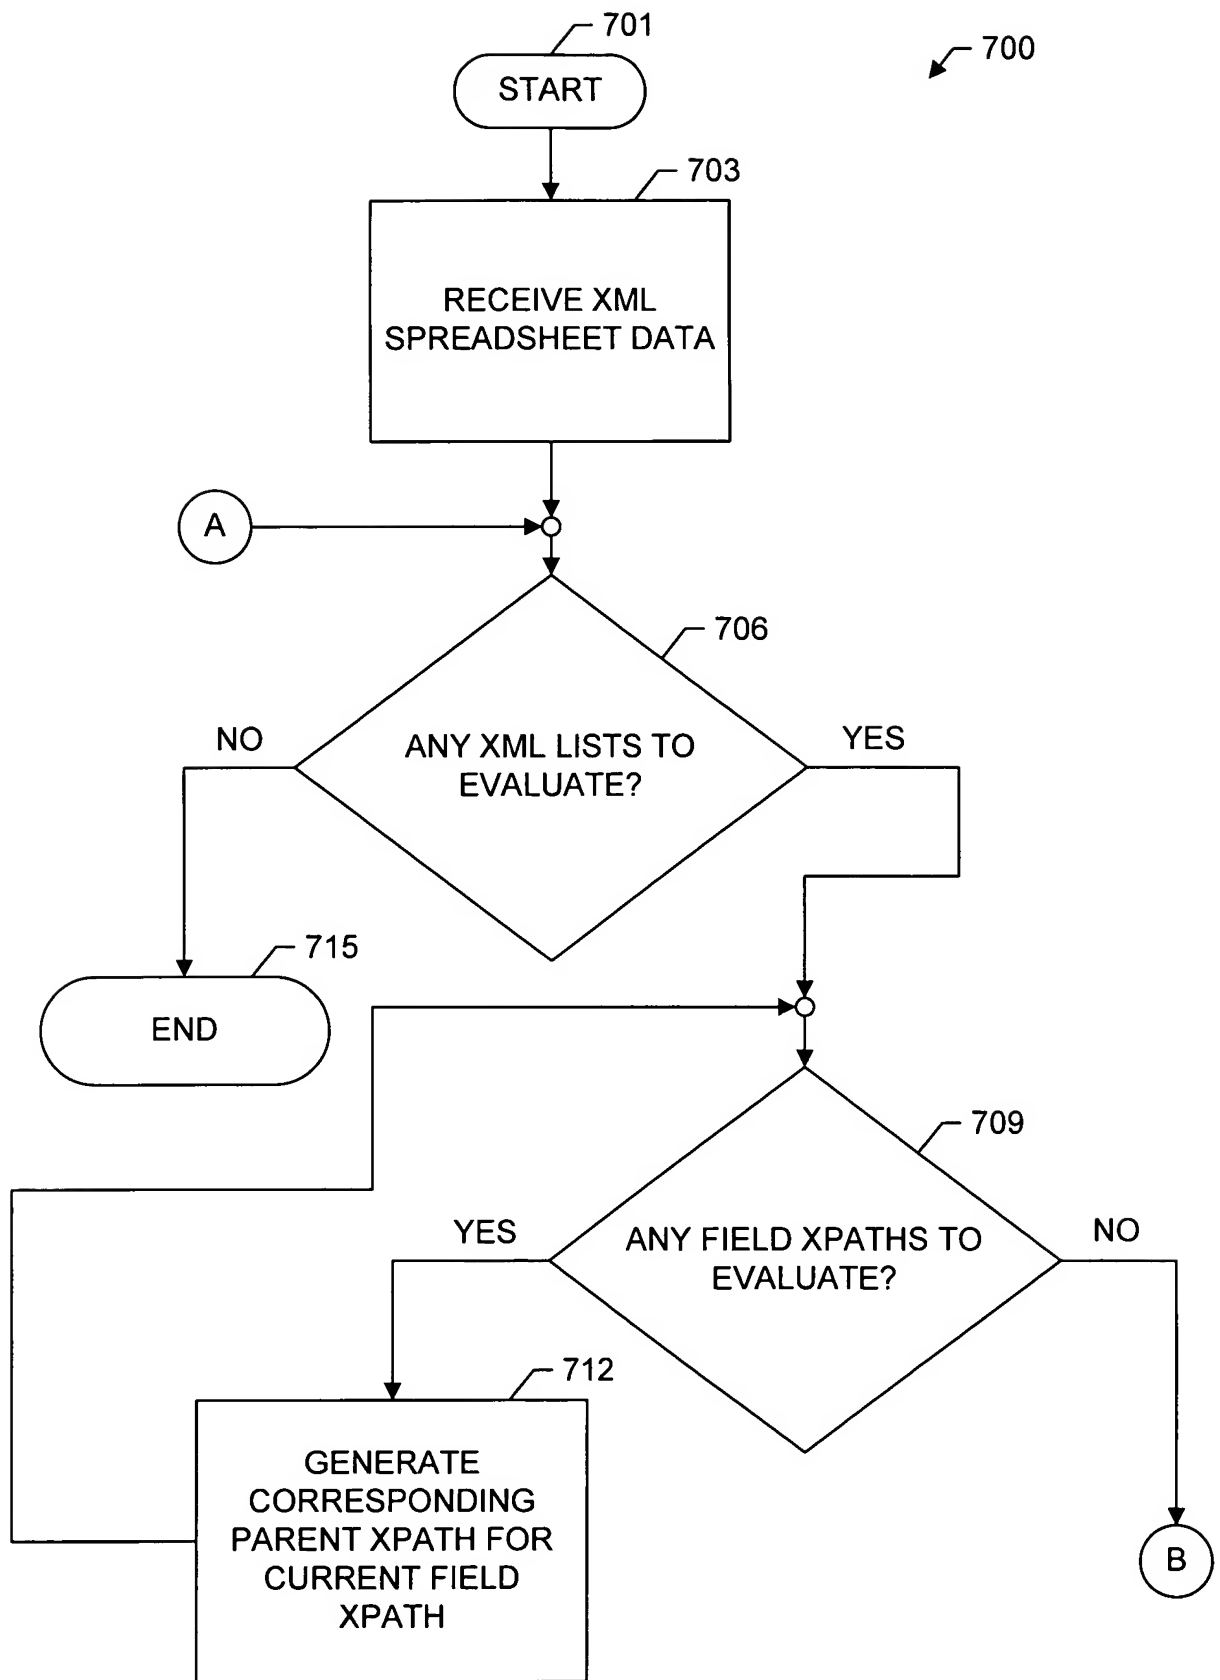 701
700
START
703
RECEIVE XML
SPREADSHEET DATA
A
706
NO
YES
ANY XML LISTS TO
EVALUATE?
715
END
709
YES
NO
ANY FIELD XPATHS TO
EVALUATE?
712
GENERATE
CORRESPONDING
PARENT XPATH FOR
CURRENT FIELD
XPATH
B